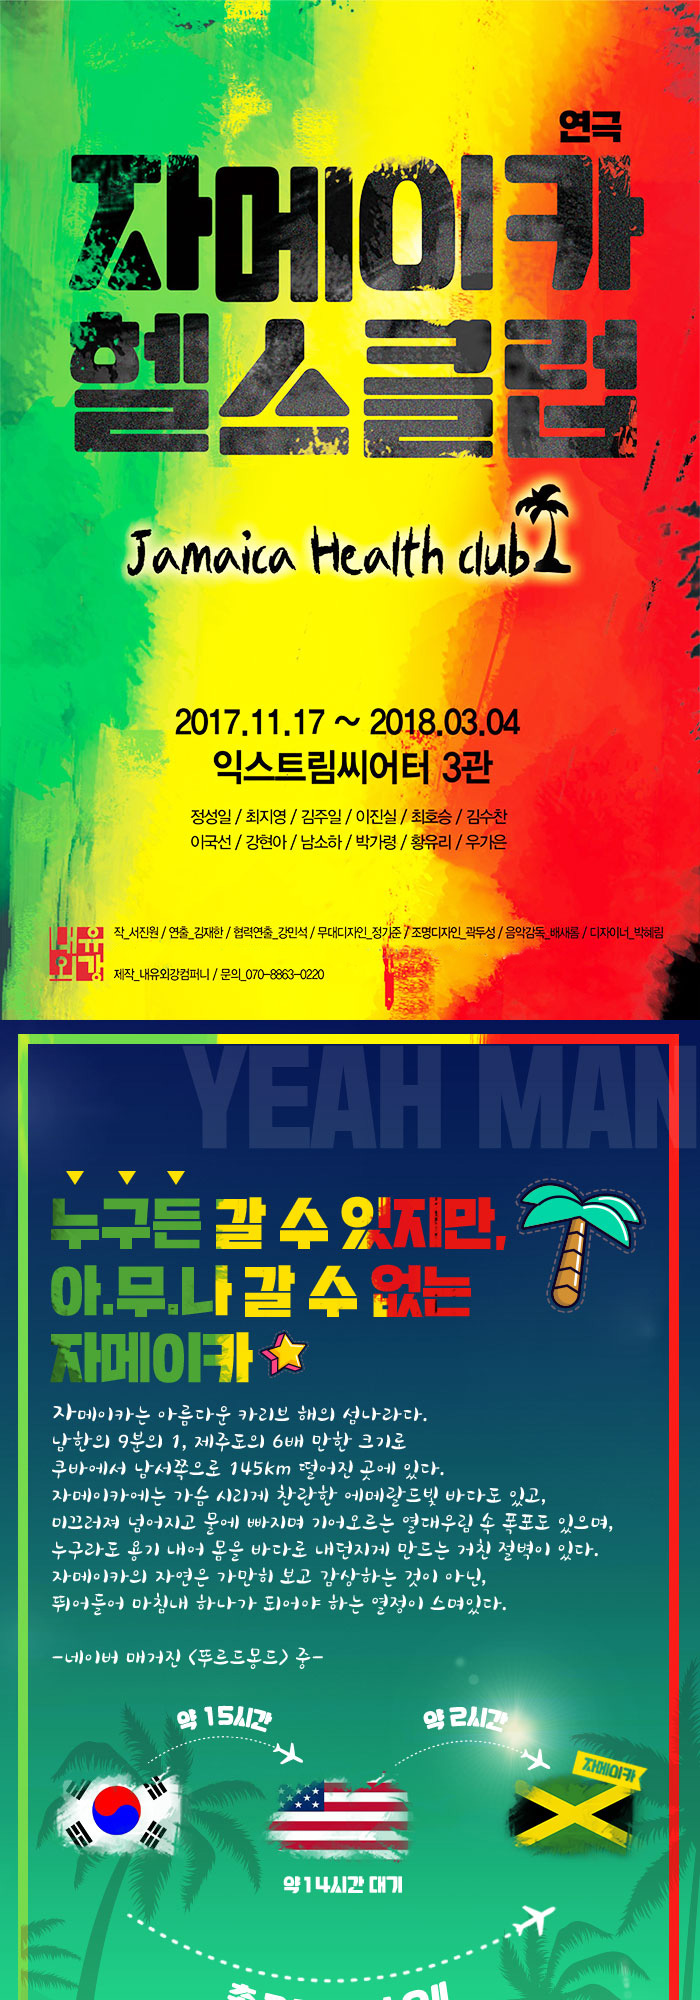 연극
자메이카
헬스클럽
Jamaica Health club
2017.11.17 ~ 2018.03.04
익스트림씨어터 3관
정성일 / 최지영 / 김주일 / 이진실 / 최호승 / 김수찬
이국선 / 강현아 / 남소하 / 박가령 / 황유리 / 우가은
내유
외강
작_서진원 / 연출_김재한 / 협력연출_강민석 / 무대디자인_정기준 / 조명디자인_곽두성 / 음악감독_배새롬 / 디자이너_박혜림
제작_내유외강컴퍼니 / 문의_070-8863-0220
YEAH MAN
누구든 갈 수 있지만,
아.무.나 갈 수 없는
자메이카
자메이카는 아름다운 카리브 해의 섬나라다.
남한의 9분의 1, 제주도의 6배 만한 크기로
쿠바에서 남서쪽으로 145km 떨어진 곳에 있다.
자메이카에는 가슴 시리게 찬란한 에메랄드빛 바다도 있고,
미끄러져 넘어지고 물에 빠지며 기어오르는 열대우림 속 폭포도 있으며,
누구라도 용기 내어 몸을 바다로 내던지게 만드는 거친 절벽이 있다.
자메이카의 자연은 가만히 보고 감상하는 것이 아닌,
뛰어들어 마침내 하나가 되어야 하는 열정이 스며있다.
-네이버 매거진 <뚜르드몽드> 중-
약 15시간
약 2시간
자메이카
약14시간 대기